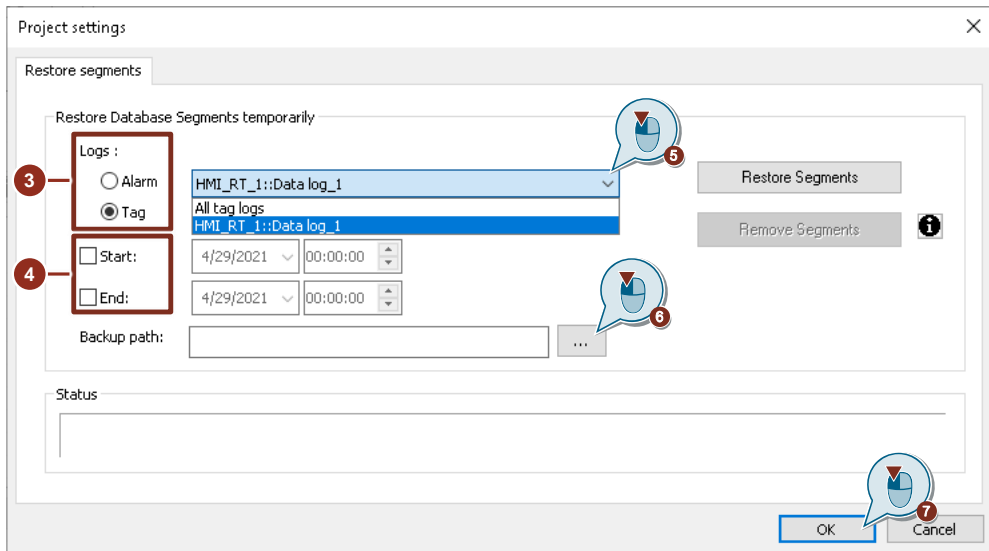 Project settings
Restore segments
Restore Database Segments temporarily
Logs :
3
Alarm
Tag
HMI_RT_1::Data log_1
All tag logs
HMI_RT_1::Data log_1
5
Restore Segments
Remove Segments
i
4
Start:
4/29/2021
00:00:00
End:
4/29/2021
00:00:00
6
Backup path:
...
Status
7
OK
Cancel